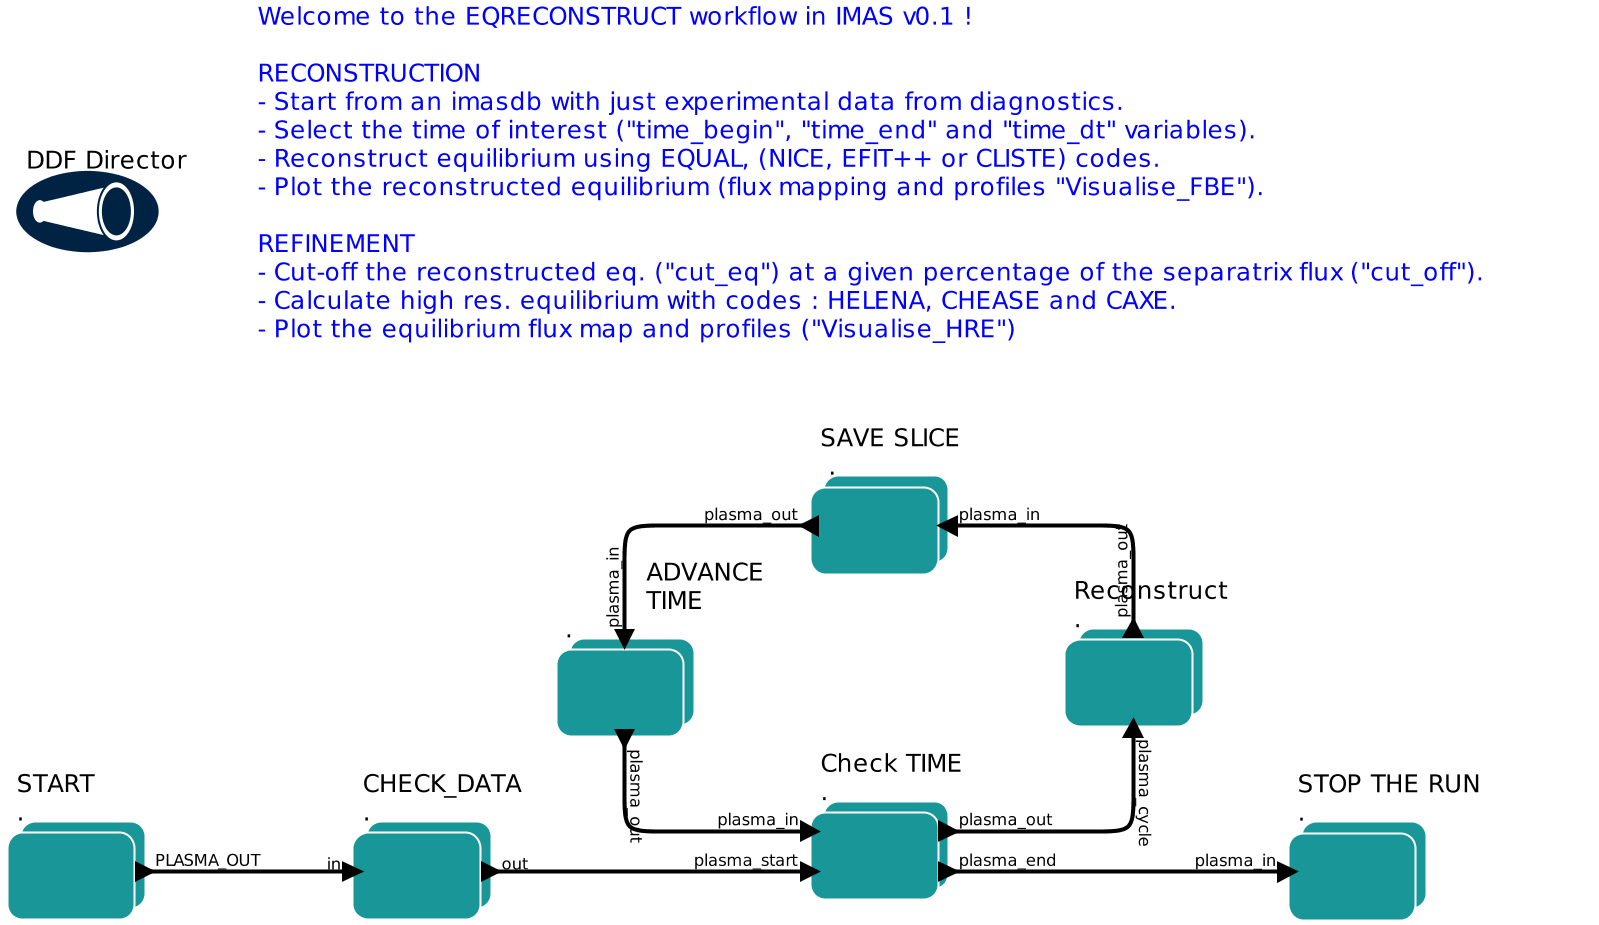 Welcome to the EQRECONSTRUCT workflow in IMAS v0.1 !
RECONSTRUCTION
- Start from an imasdb with just experimental data from diagnostics.
- Select the time of interest ("time_begin", "time_end" and "time_dt" variables).
- Reconstruct equilibrium using EQUAL, (NICE, EFIT++ or CLISTE) codes.
- Plot the reconstructed equilibrium (flux mapping and profiles "Visualise_FBE").
REFINEMENT
- Cut-off the reconstructed eq. ("cut_eq") at a given percentage of the separatrix flux ("cut_off").
- Calculate high res. equilibrium with codes : HELENA, CHEASE and CAXE.
- Plot the equilibrium flux map and profiles ("Visualise_HRE")
DDF Director
SAVE SLICE
.
plasma_out
plasma_in
plasma_in
ADVANCE
TIME
.
plasma_out
Reconstruct
.
plasma_out
plasma_cycle
Check TIME
.
plasma_in
plasma_out
plasma_start
plasma_end
START
.
PLASMA_OUT
CHECK_DATA
.
in
out
STOP THE RUN
.
plasma_in